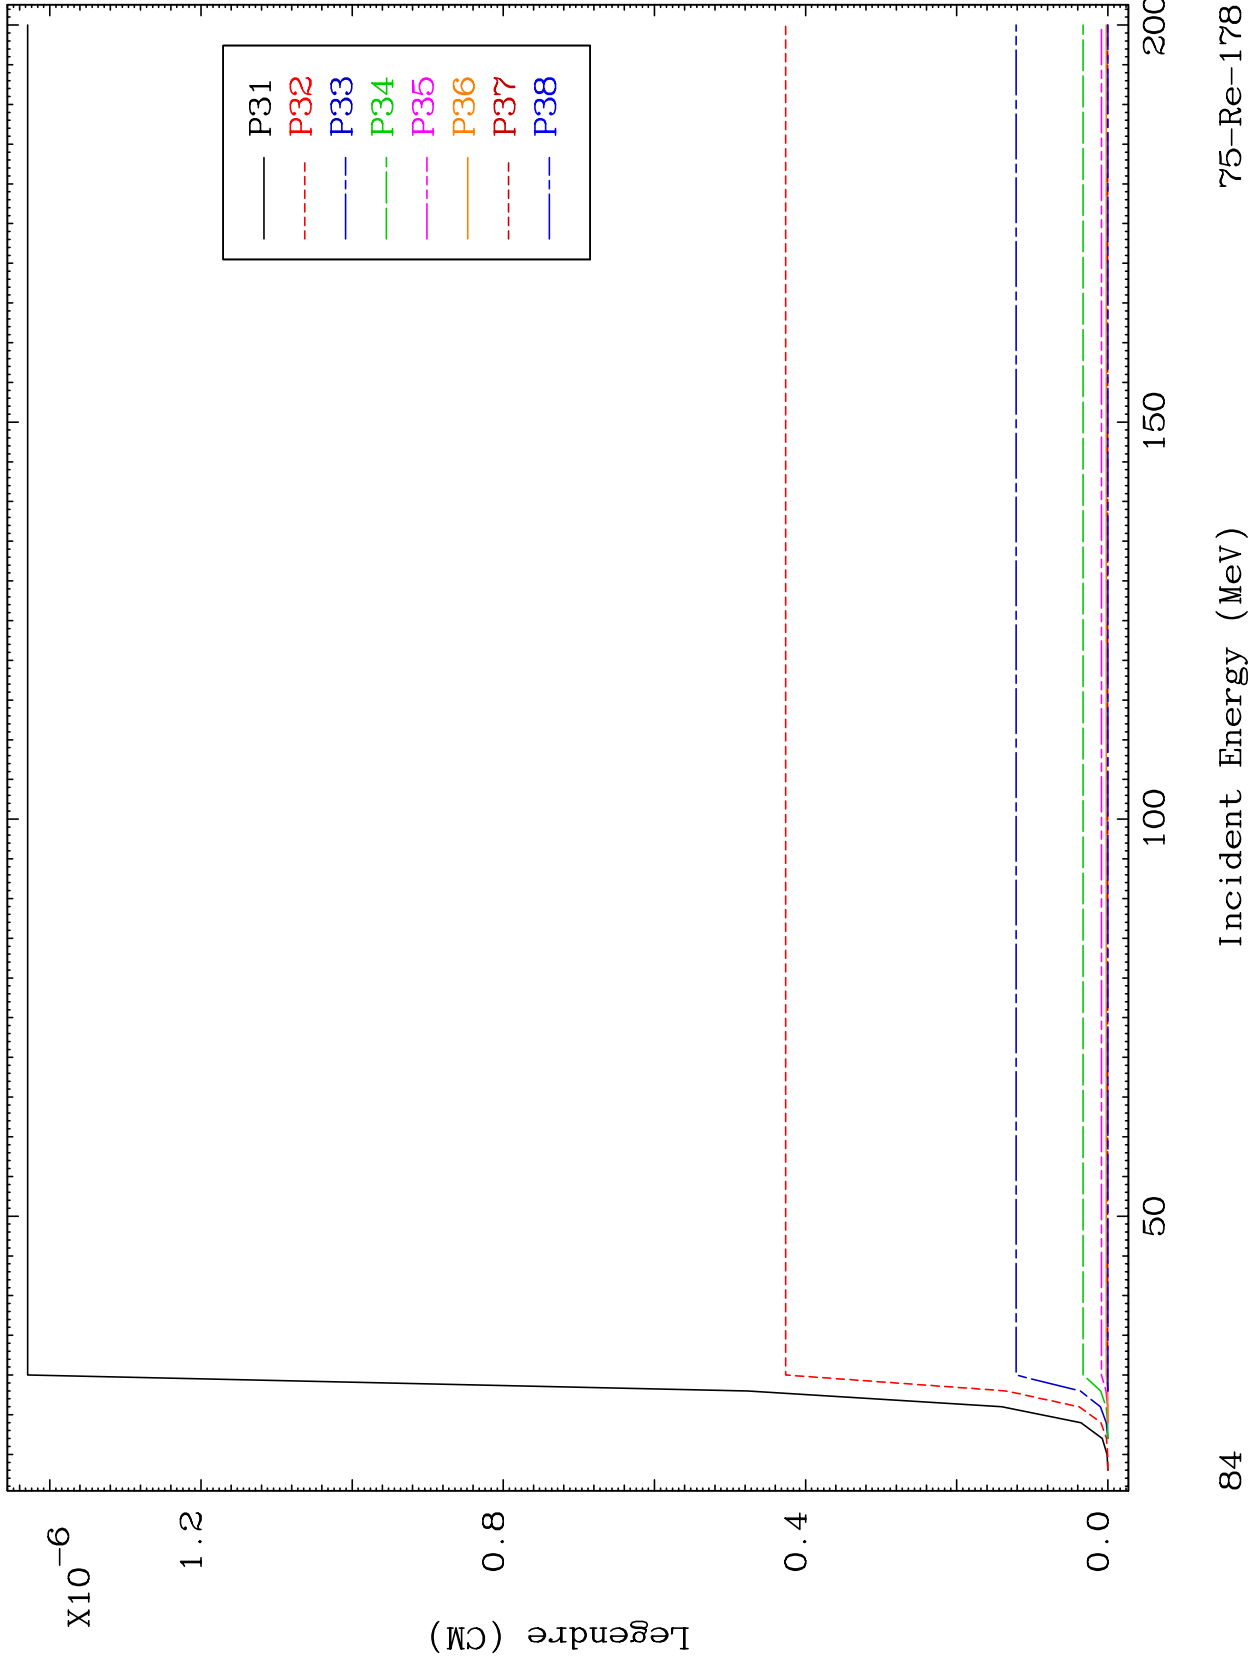 X10-6
1.2
0.8
0.4
0.0
Legendre (CM)
P31
P32
P33
P34
P35
P36
P37
P38
50
100
150
200
Incident Energy (MeV)
84
75-Re-178